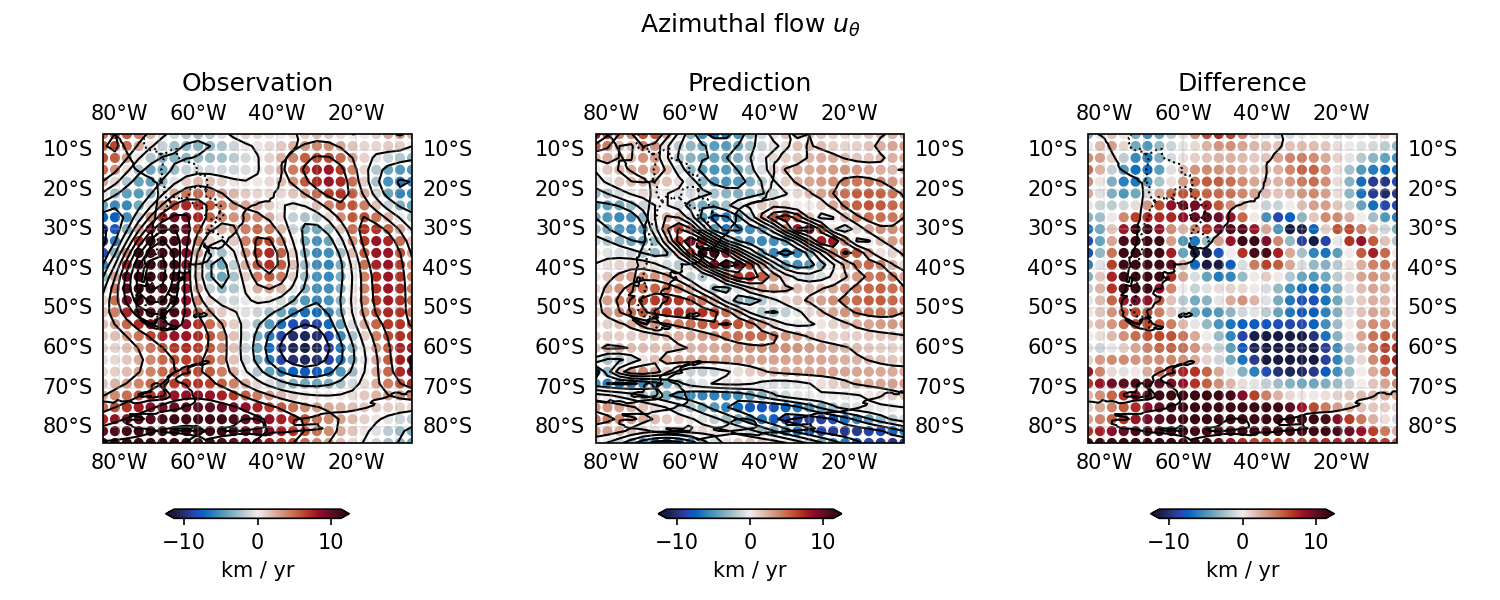 Azimuthal flow uθ
Observation Prediction Difference
80°W 60°W 40°W 20°W 80°W 60°W 40°W 20°W 80°W 60°W 40°W 20°W
10°S 10°S 10°S 10°S 10°S 10°S
20°S 20°S 20°S 20°S 20°S 20°S
30°S 30°S 30°S 30°S 30°S 30°S
40°S 40°S 40°S 40°S 40°S 40°S
50°S 50°S 50°S 50°S 50°S 50°S
60°S 60°S 60°S 60°S 60°S 60°S
70°S 70°S 70°S 70°S 70°S 70°S
80°S 80°S 80°S 80°S 80°S 80°S
80°W 60°W 40°W 20°W 80°W 60°W 40°W 20°W 80°W 60°W 40°W 20°W
−10 0 10 −10 0 10 −10 0 10
km / yr km / yr km / yr